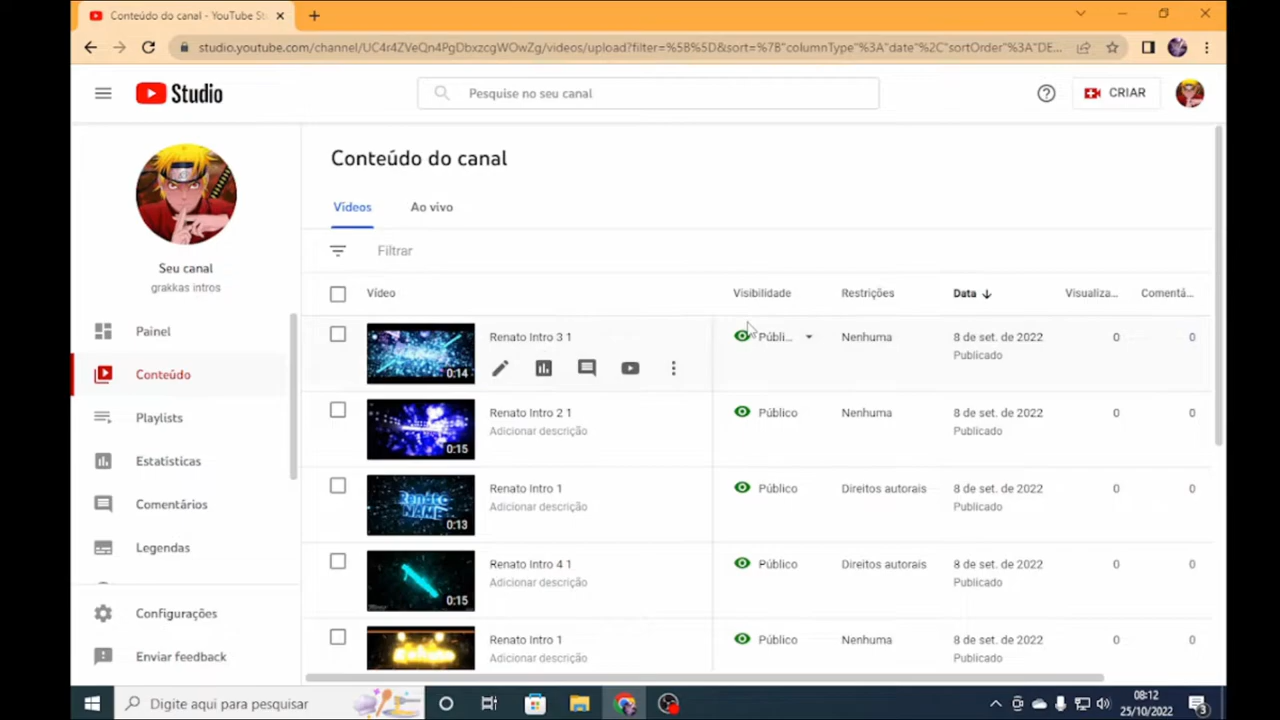 Conteúdo do canal - YouTube St
studio.youtube.com/channel/UC4r4ZVeQn4PgDbxzcgWOwZg/videos/upload?filter=%5B%5D&sort=%7B"columnType"%3A"date"%2C"sortOrder"%3A"DE...
Studio
Pesquise no seu canal
CRIAR
Seu canal
grakkas intros
Painel
Conteúdo
Playlists
Estatísticas
Comentários
Legendas
Configurações
Enviar feedback
Conteúdo do canal
Vídeos Ao vivo
Filtrar
Vídeo Visibilidade Restrições Data Visualiza... Comentá...
0:14
Renato Intro 3 1
Públi... Nenhuma 8 de set. de 2022 0 0
Publicado
0:15
Renato Intro 2 1
Adicionar descrição
Público Nenhuma 8 de set. de 2022 0 0
Publicado
Renato
NAME
0:13
Renato Intro 1
Adicionar descrição
Público Direitos autorais 8 de set. de 2022 0 0
Publicado
0:15
Renato Intro 4 1
Adicionar descrição
Público Direitos autorais 8 de set. de 2022 0 0
Publicado
Renato Intro 1
Adicionar descrição
Público Nenhuma 8 de set. de 2022 0 0
Publicado
Digite aqui para pesquisar
08:12
25/10/2022
3